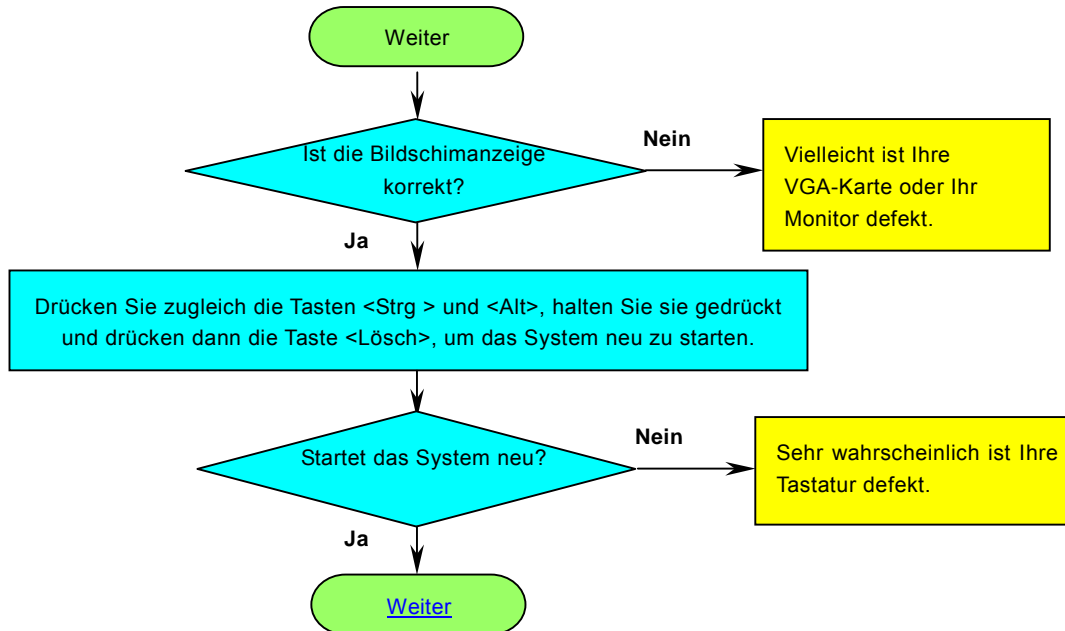 Weiter
Ist die Bildschimanzeige
korrekt?
Nein
Vielleicht ist Ihre
VGA-Karte oder Ihr
Monitor defekt.
Ja
Drücken Sie zugleich die Tasten <Strg > und <Alt>, halten Sie sie gedrückt
und drücken dann die Taste <Lösch>, um das System neu zu starten.
Startet das System neu?
Nein
Sehr wahrscheinlich ist Ihre
Tastatur defekt.
Ja
Weiter